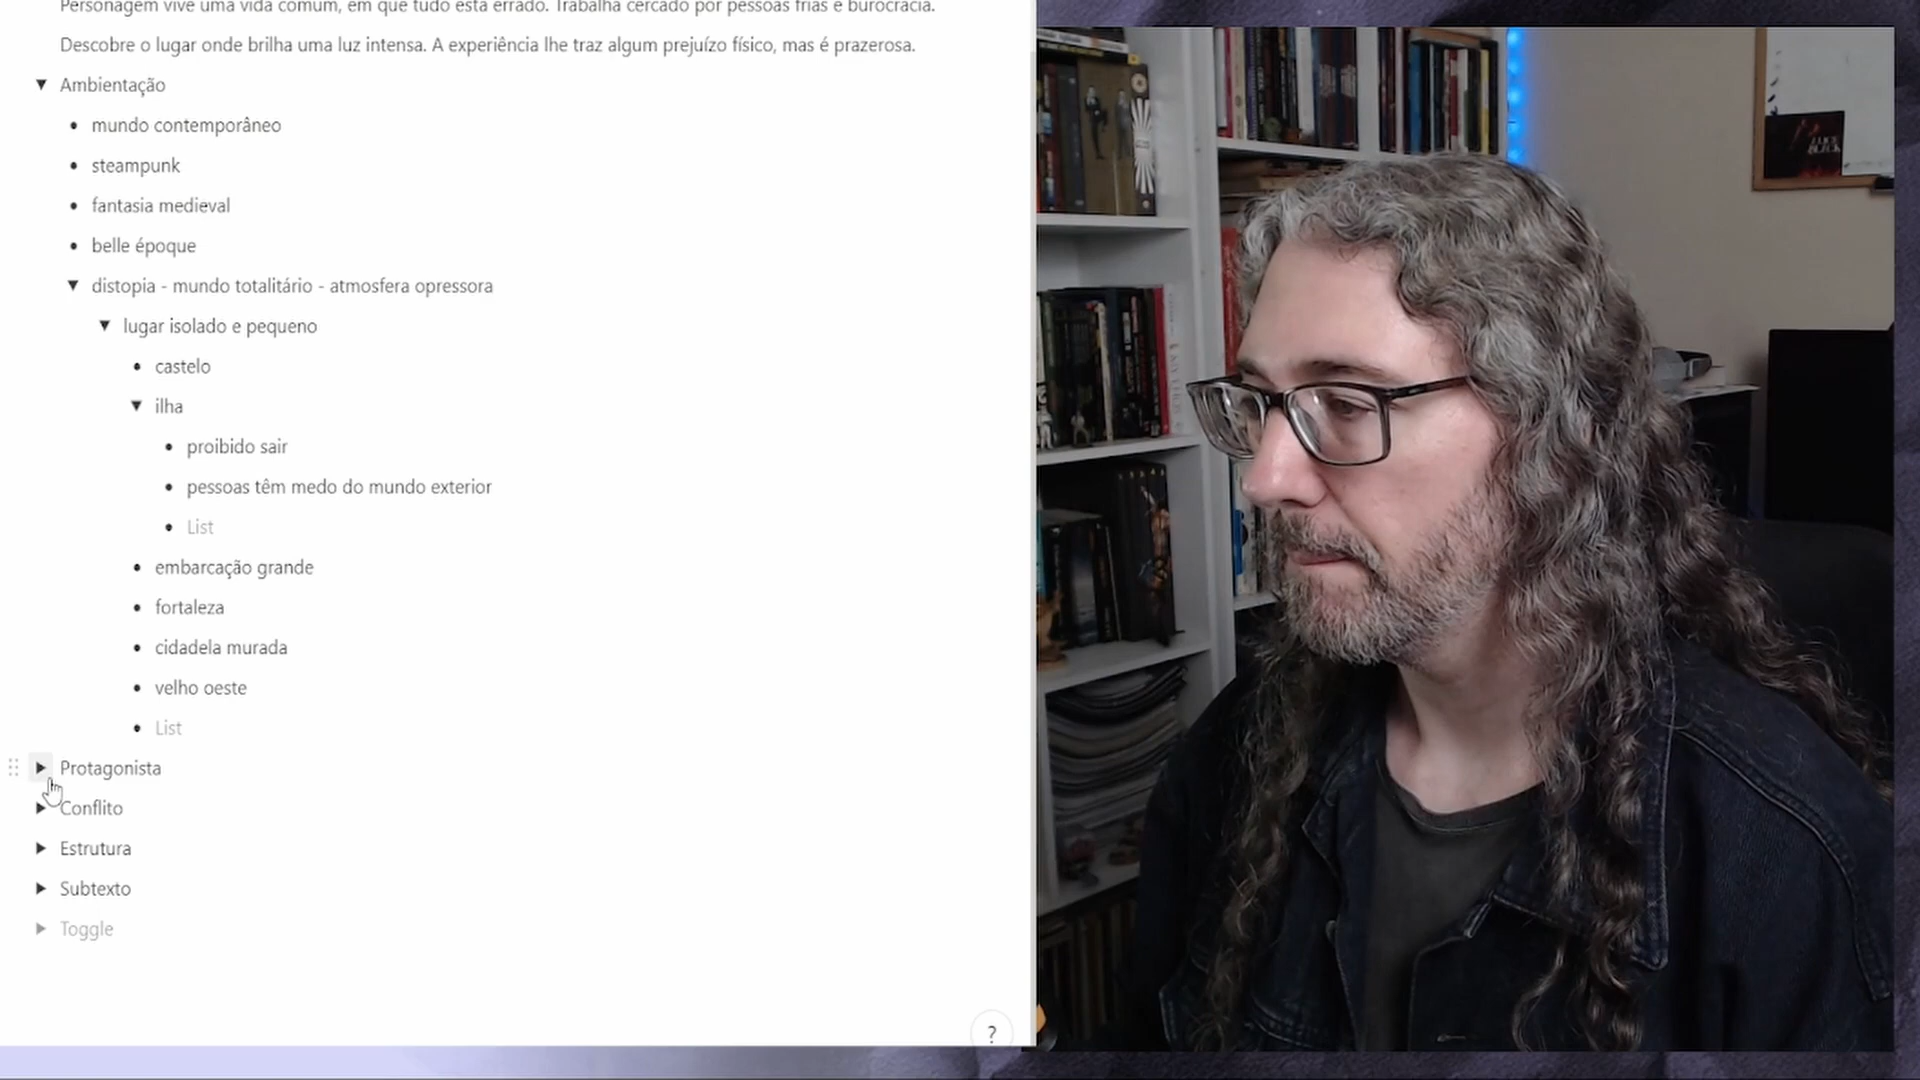 Personagem vive uma vida comum, em que tudo está errado. Trabalha cercado por pessoas frias e burocracia.
Descobre o lugar onde brilha uma luz intensa. A experiência lhe traz algum prejuízo físico, mas é prazerosa.
Ambientação
mundo contemporâneo
steampunk
fantasia medieval
belle époque
distopia - mundo totalitário - atmosfera opressora
lugar isolado e pequeno
castelo
ilha
proibido sair
pessoas têm medo do mundo exterior
List
embarcação grande
fortaleza
cidadela murada
velho oeste
List
Protagonista
Conflito
Estrutura
Subtexto
Toggle
?